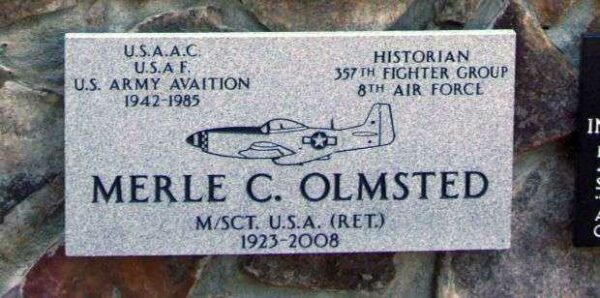 U.S.A.A.C.
U.S.A F.
U.S. ARMY AVAITION
1942-1985
HISTORIAN
357TH FIGHTER GROUP
8TH AIR FORCE
MERLE C. OLMSTED
M/SCT. U.S.A. (RET.)
1923-2008